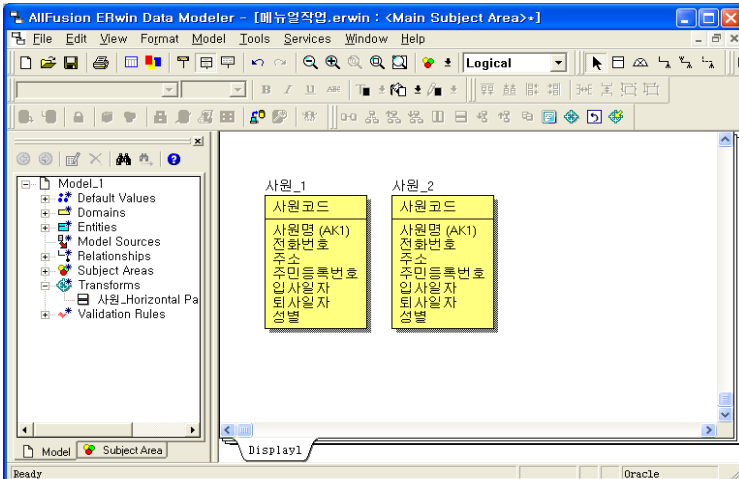 AllFusion ERwin Data Modeler - [메뉴얼작업.erwin : <Main Subject Area>*]
File Edit View Format Model Tools Services Window Help
Logical
B I U ABC
Model_1
Default Values
Domains
Entities
Model Sources
Relationships
Subject Areas
Transforms
사원_Horizontal Pa
Validation Rules
Model Subject Area
사원_1
사원코드
사원명 (AK1)
전화번호
주소
주민등록번호
입사일자
퇴사일자
성별
사원_2
사원코드
사원명 (AK1)
전화번호
주소
주민등록번호
입사일자
퇴사일자
성별
Display1
Ready Oracle